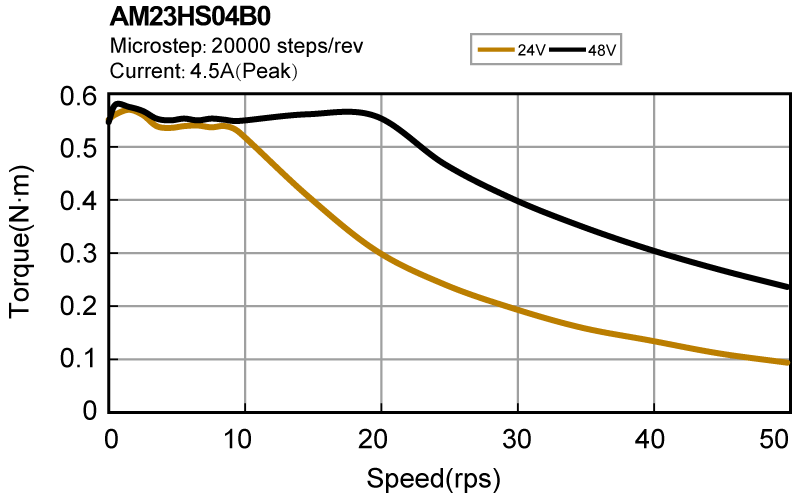 AM23HS04B0
Microstep: 20000 steps/rev
Current: 4.5A(Peak)
24V 48V
0.6
0.5
0.4
0.3
0.2
0.1
0
Torque(N·m)
0 10 20 30 40 50
Speed(rps)